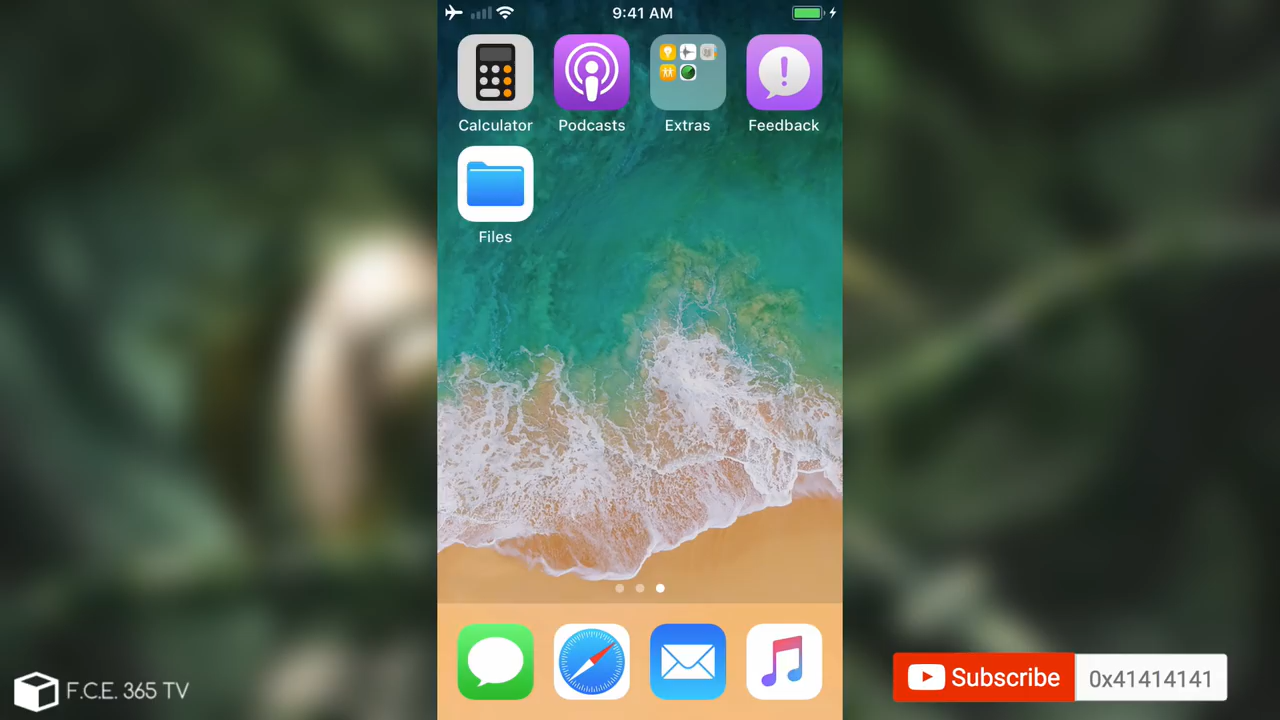 9:41 AM
Calculator Podcasts Extras Feedback
Files
F.C.E. 365 TV
Subscribe 0x41414141